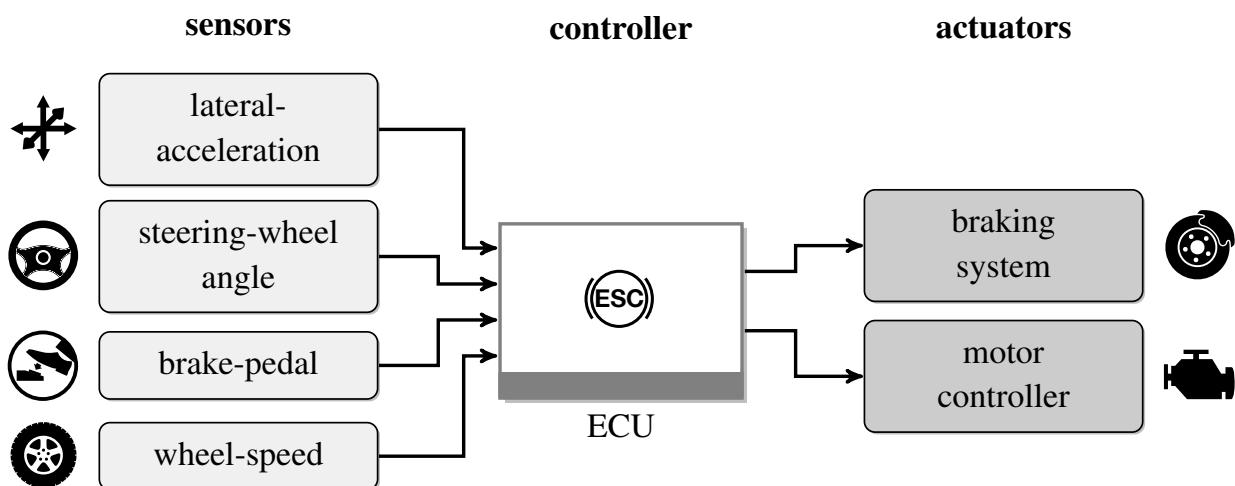 sensors
controller
actuators
lateral-
acceleration
steering-wheel
angle
brake-pedal
wheel-speed
ESC
ECU
braking
system
motor
controller